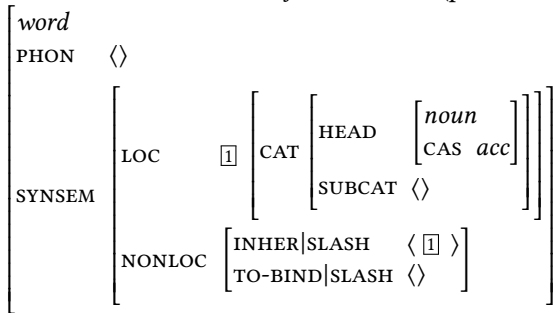 word
PHON ⟨⟩
SYNSEM
LOC 1 CAT
HEAD
noun
CAS acc
SUBCAT ⟨⟩
NONLOC
INHER|SLASH ⟨ 1 ⟩
TO-BIND|SLASH ⟨⟩